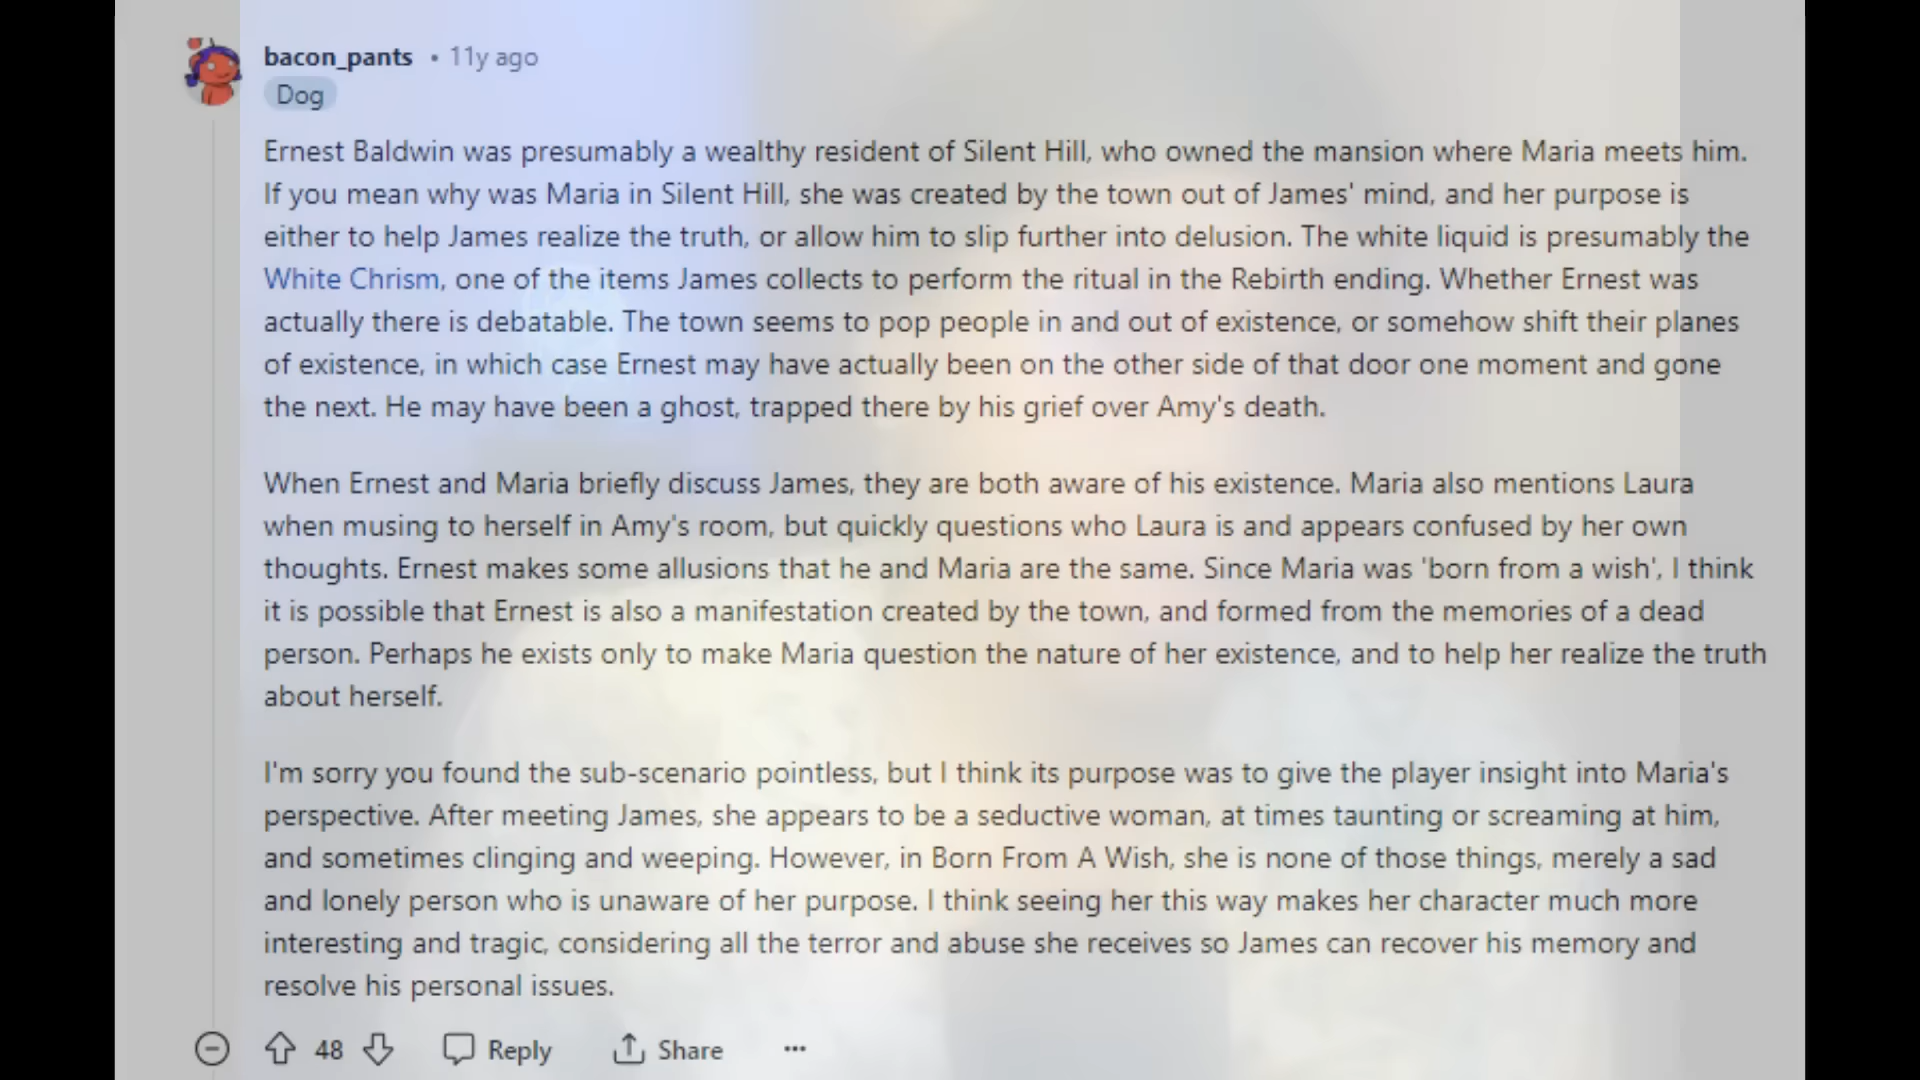 bacon_pants • 11y ago
Dog
Ernest Baldwin was presumably a wealthy resident of Silent Hill, who owned the mansion where Maria meets him.
If you mean why was Maria in Silent Hill, she was created by the town out of James' mind, and her purpose is
either to help James realize the truth, or allow him to slip further into delusion. The white liquid is presumably the
White Chrism, one of the items James collects to perform the ritual in the Rebirth ending. Whether Ernest was
actually there is debatable. The town seems to pop people in and out of existence, or somehow shift their planes
of existence, in which case Ernest may have actually been on the other side of that door one moment and gone
the next. He may have been a ghost, trapped there by his grief over Amy's death.
When Ernest and Maria briefly discuss James, they are both aware of his existence. Maria also mentions Laura
when musing to herself in Amy's room, but quickly questions who Laura is and appears confused by her own
thoughts. Ernest makes some allusions that he and Maria are the same. Since Maria was 'born from a wish', I think
it is possible that Ernest is also a manifestation created by the town, and formed from the memories of a dead
person. Perhaps he exists only to make Maria question the nature of her existence, and to help her realize the truth
about herself.
I'm sorry you found the sub-scenario pointless, but I think its purpose was to give the player insight into Maria's
perspective. After meeting James, she appears to be a seductive woman, at times taunting or screaming at him,
and sometimes clinging and weeping. However, in Born From A Wish, she is none of those things, merely a sad
and lonely person who is unaware of her purpose. I think seeing her this way makes her character much more
interesting and tragic, considering all the terror and abuse she receives so James can recover his memory and
resolve his personal issues.
48 Reply Share ...